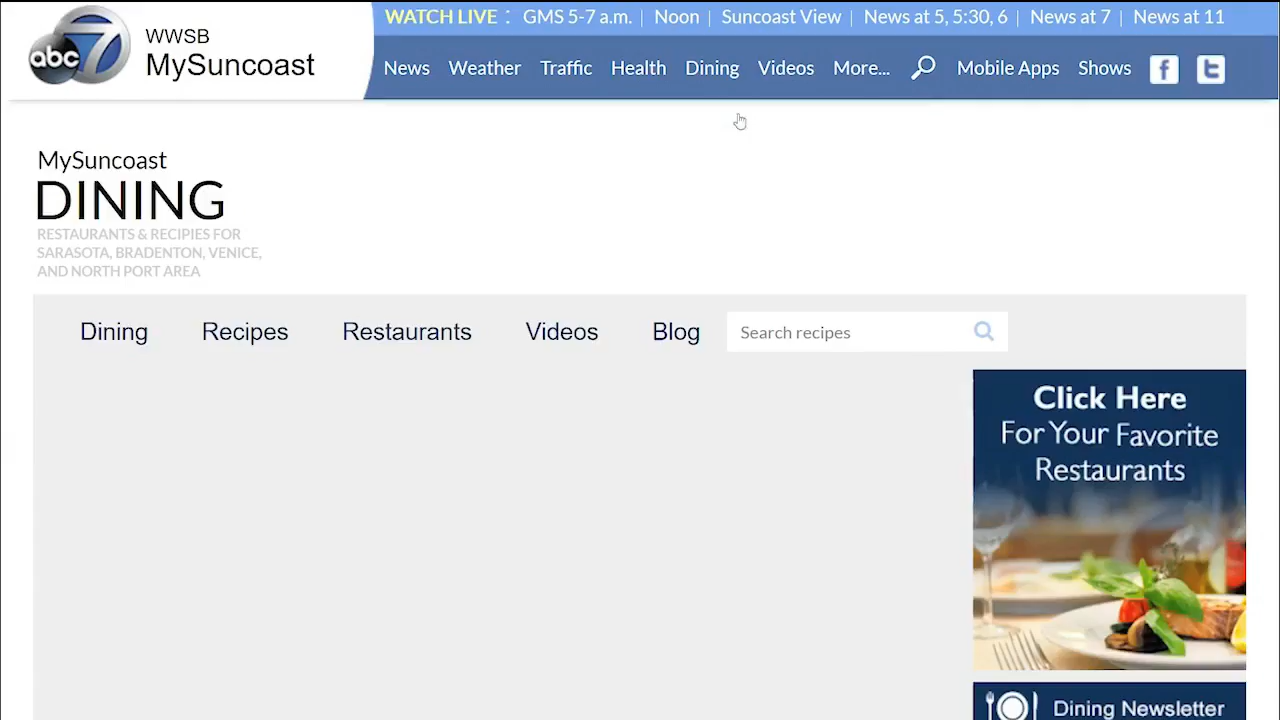 WATCH LIVE : GMS 5-7 a.m. | Noon | Suncoast View | News at 5, 5:30, 6 | News at 7 | News at 11
abc 7
WWSB
MySuncoast
News Weather Traffic Health Dining Videos More... Mobile Apps Shows f t
MySuncoast
DINING
RESTAURANTS & RECIPIES FOR
SARASOTA, BRADENTON, VENICE,
AND NORTH PORT AREA
Dining Recipes Restaurants Videos Blog Search recipes
Click Here
For Your Favorite
Restaurants
Dining Newsletter